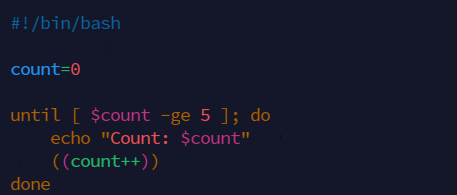 #!/bin/bash

count=0

until [ $count -ge 5 ]; do
    echo "Count: $count"
    ((count++))
done